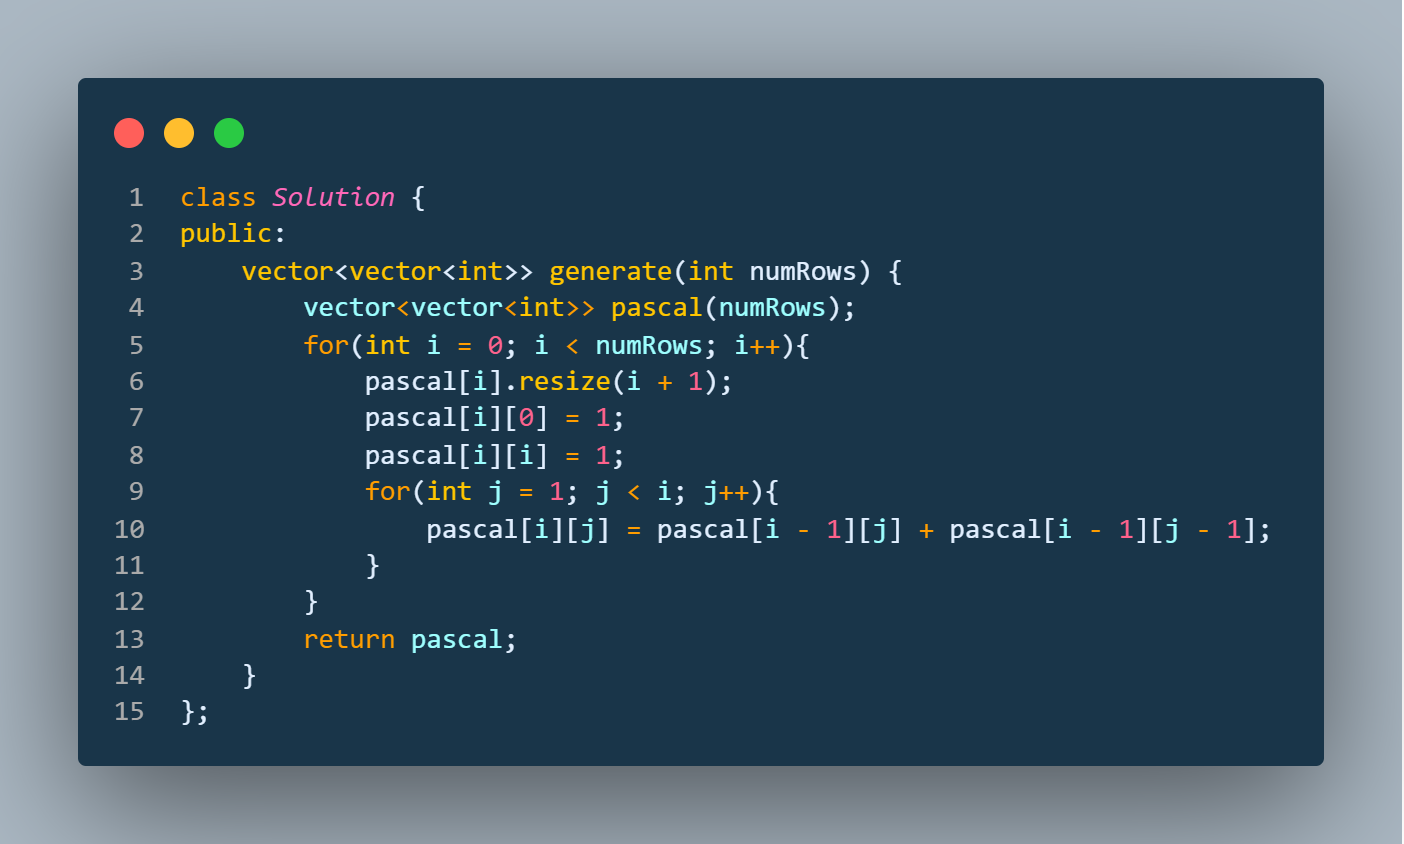 1 class Solution {
2 public:
3     vector<vector<int>> generate(int numRows) {
4         vector<vector<int>> pascal(numRows);
5         for(int i = 0; i < numRows; i++){
6             pascal[i].resize(i + 1);
7             pascal[i][0] = 1;
8             pascal[i][i] = 1;
9             for(int j = 1; j < i; j++){
10                 pascal[i][j] = pascal[i - 1][j] + pascal[i - 1][j - 1];
11             }
12         }
13         return pascal;
14     }
15 };